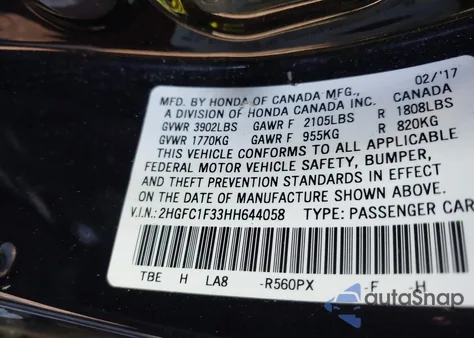 02/'17
MFD. BY HONDA OF CANADA MFG., CANADA
A DIVISION OF HONDA CANADA INC.
GVWR 3902LBS GAWR F 2105LBS R 1808LBS
GVWR 1770KG GAWR F 955KG R 820KG
THIS VEHICLE CONFORMS TO ALL APPLICABLE
FEDERAL MOTOR VEHICLE SAFETY, BUMPER,
AND THEFT PREVENTION STANDARDS IN EFFECT
ON THE DATE OF MANUFACTURE SHOWN ABOVE.
V.I.N.: 2HGFC1F33HH644058 TYPE: PASSENGER CAR
TBE H LA8 -R560PX -F -H
autoSnap